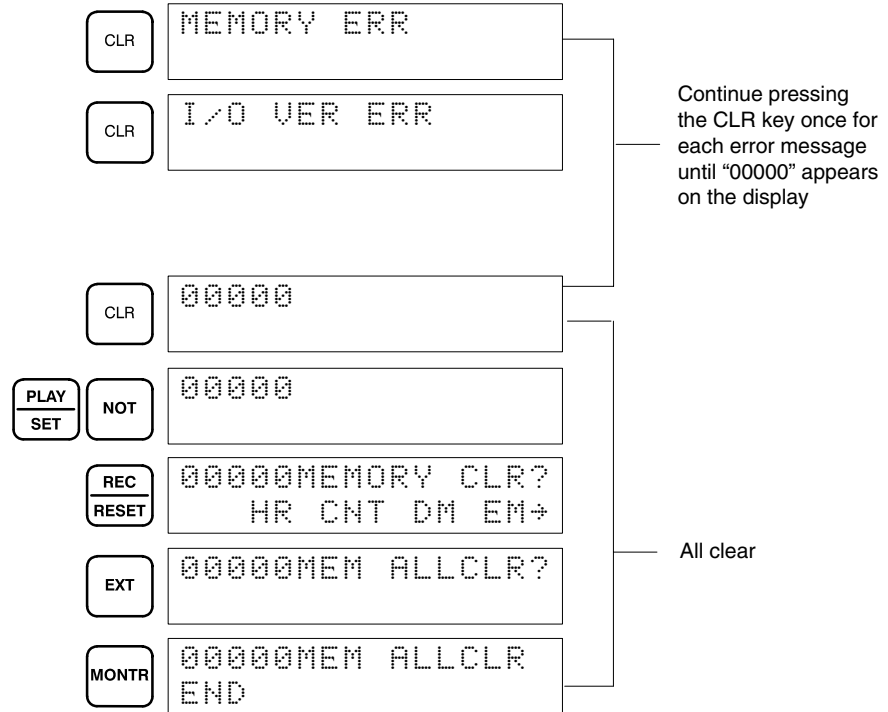 CLR
MEMORY ERR
CLR
I/O VER ERR
Continue pressing
the CLR key once for
each error message
until “00000” appears
on the display
CLR
00000
PLAY
SET
NOT
00000
REC
RESET
00000MEMORY CLR?
HR CNT DM EM→
EXT
00000MEM ALLCLR?
All clear
MONTR
00000MEM ALLCLR
END